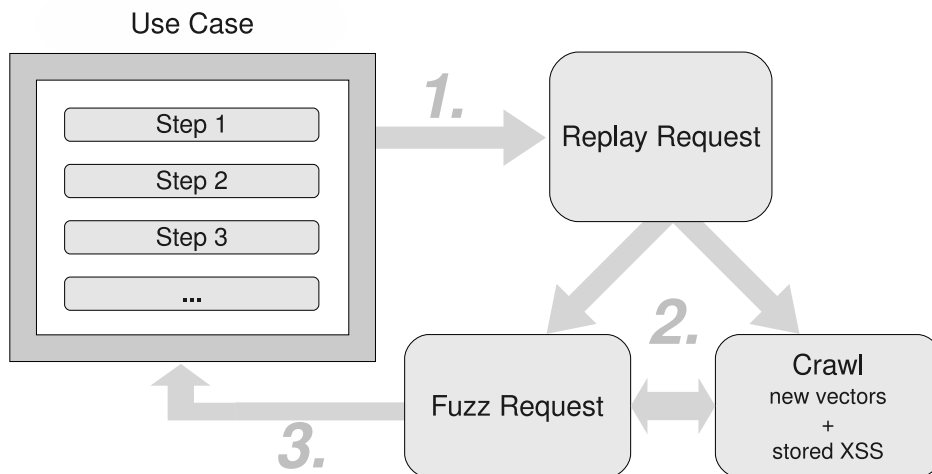 Use Case
Step 1
Step 2
Step 3
...
1.
Replay Request
2.
Fuzz Request
Crawl
new vectors
+
stored XSS
3.